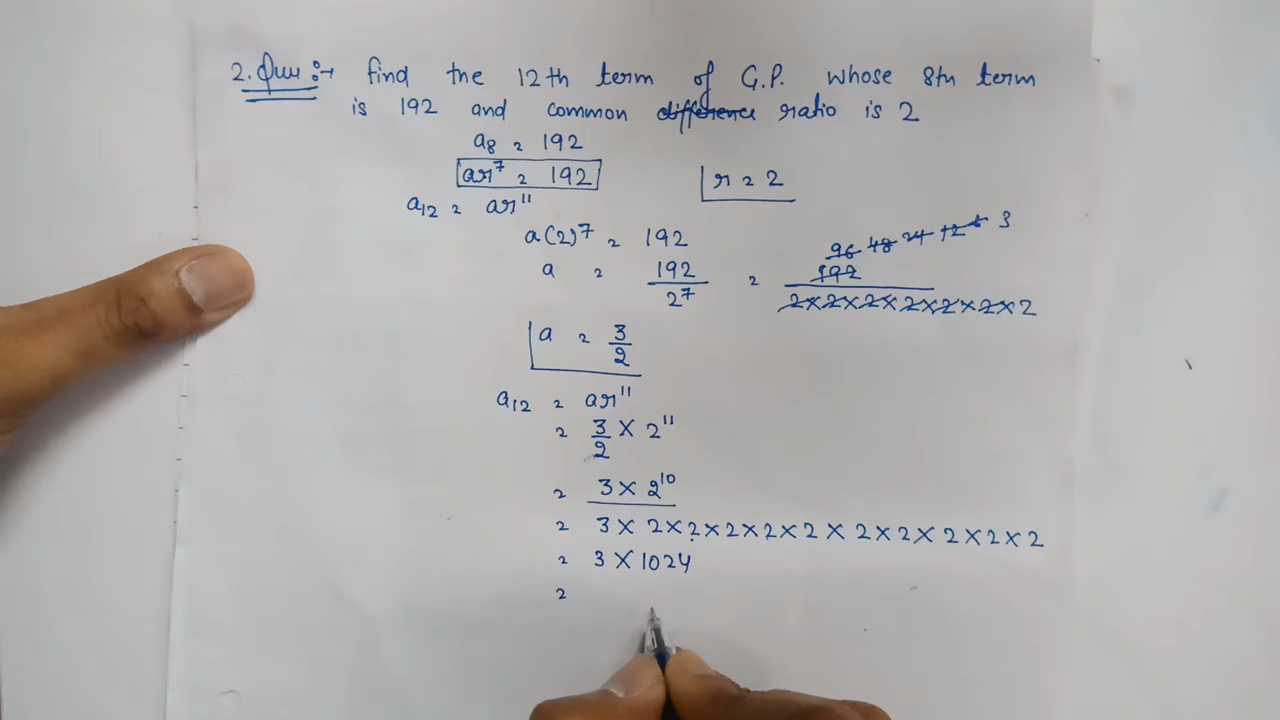 2. Que :→ find the 12th term of G.P. whose 8th term
is 192 and common difference ratio is 2
a₈ = 192
ar⁷ = 192
r = 2
a₁₂ = ar¹¹
a(2)⁷ = 192
a = 192/2⁷ = 192/2×2×2×2×2×2×2
96 48 24 12 6 3
a = 3/2
a₁₂ = ar¹¹
= 3/2 × 2¹¹
= 3 × 2¹⁰
= 3 × 2×2×2×2×2×2×2×2×2×2
= 3 × 1024
=